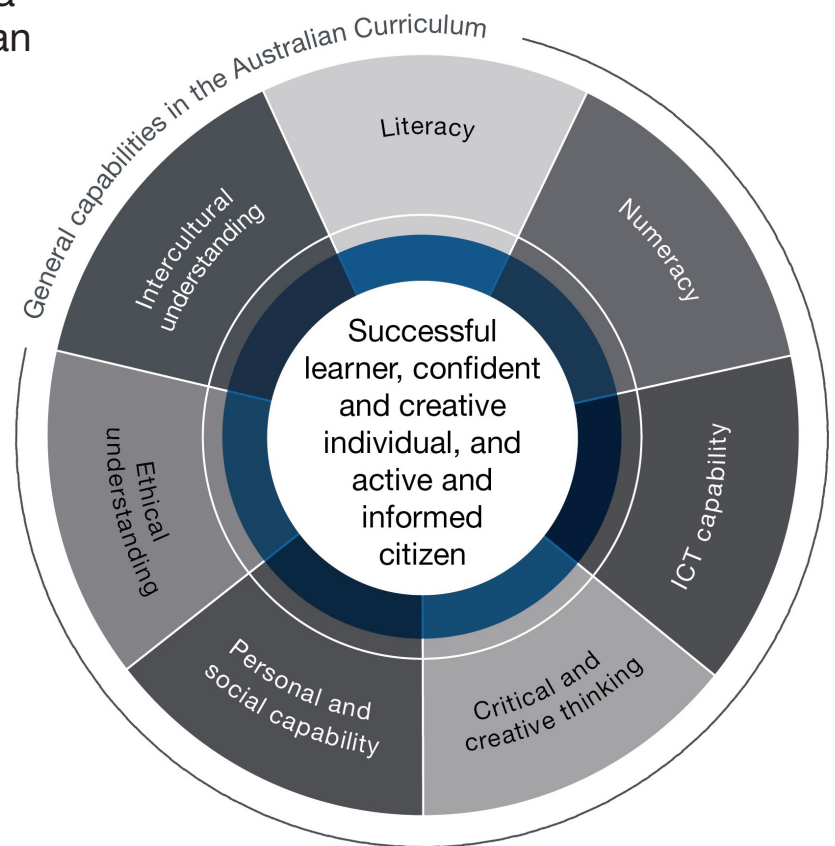 an
General capabilities in the Australian Curriculum
Literacy
Numeracy
ICT capability
Critical and
creative thinking
Personal and
social capability
Ethical
understanding
Intercultural
understanding
Successful
learner, confident
and creative
individual, and
active and
informed
citizen